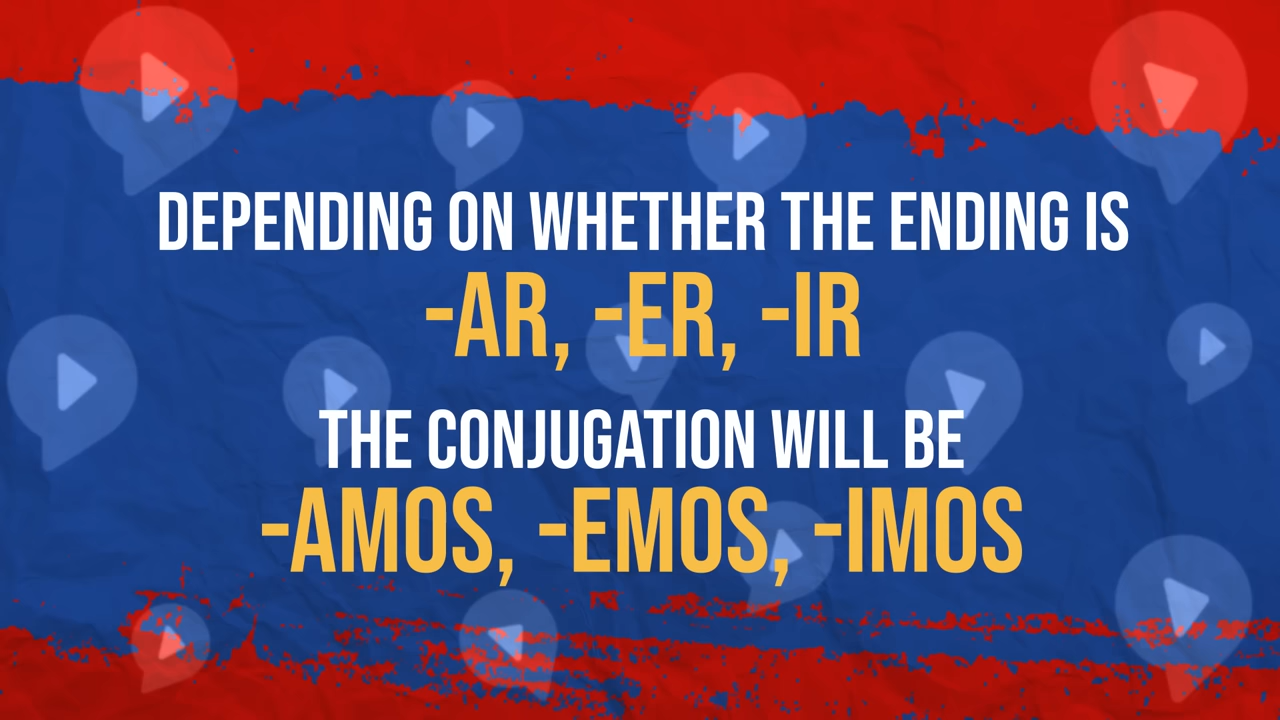 DEPENDING ON WHETHER THE ENDING IS
-AR, -ER, -IR
THE CONJUGATION WILL BE
-AMOS, -EMOS, -IMOS